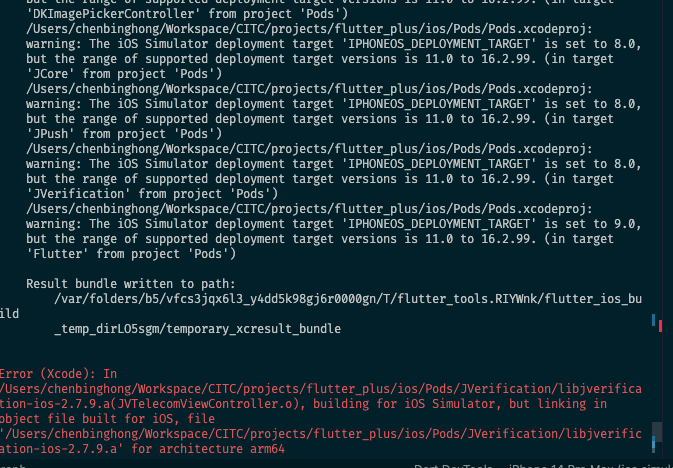 but the range of supported deployment target versions is 11.0 to 16.2.99. (in target
'DKImagePickerController' from project 'Pods')
/Users/chenbinghong/Workspace/CITC/projects/flutter_plus/ios/Pods/Pods.xcodeproj:
warning: The iOS Simulator deployment target 'IPHONEOS_DEPLOYMENT_TARGET' is set to 8.0,
but the range of supported deployment target versions is 11.0 to 16.2.99. (in target
'JCore' from project 'Pods')
/Users/chenbinghong/Workspace/CITC/projects/flutter_plus/ios/Pods/Pods.xcodeproj:
warning: The iOS Simulator deployment target 'IPHONEOS_DEPLOYMENT_TARGET' is set to 8.0,
but the range of supported deployment target versions is 11.0 to 16.2.99. (in target
'JPush' from project 'Pods')
/Users/chenbinghong/Workspace/CITC/projects/flutter_plus/ios/Pods/Pods.xcodeproj:
warning: The iOS Simulator deployment target 'IPHONEOS_DEPLOYMENT_TARGET' is set to 8.0,
but the range of supported deployment target versions is 11.0 to 16.2.99. (in target
'JVerification' from project 'Pods')
/Users/chenbinghong/Workspace/CITC/projects/flutter_plus/ios/Pods/Pods.xcodeproj:
warning: The iOS Simulator deployment target 'IPHONEOS_DEPLOYMENT_TARGET' is set to 9.0,
but the range of supported deployment target versions is 11.0 to 16.2.99. (in target
'Flutter' from project 'Pods')
Result bundle written to path:
/var/folders/b5/vfcs3jqx6l3_y4dd5k98gj6r0000gn/T/flutter_tools.RIYWnk/flutter_ios_bu
ild
_temp_dirLO5sgm/temporary_xcresult_bundle
Error (Xcode): In
/Users/chenbinghong/Workspace/CITC/projects/flutter_plus/ios/Pods/JVerification/libjverifica
tion-ios-2.7.9.a(JVTelecomViewController.o), building for iOS Simulator, but linking in
object file built for iOS, file
'/Users/chenbinghong/Workspace/CITC/projects/flutter_plus/ios/Pods/JVerification/libjverific
ation-ios-2.7.9.a' for architecture arm64